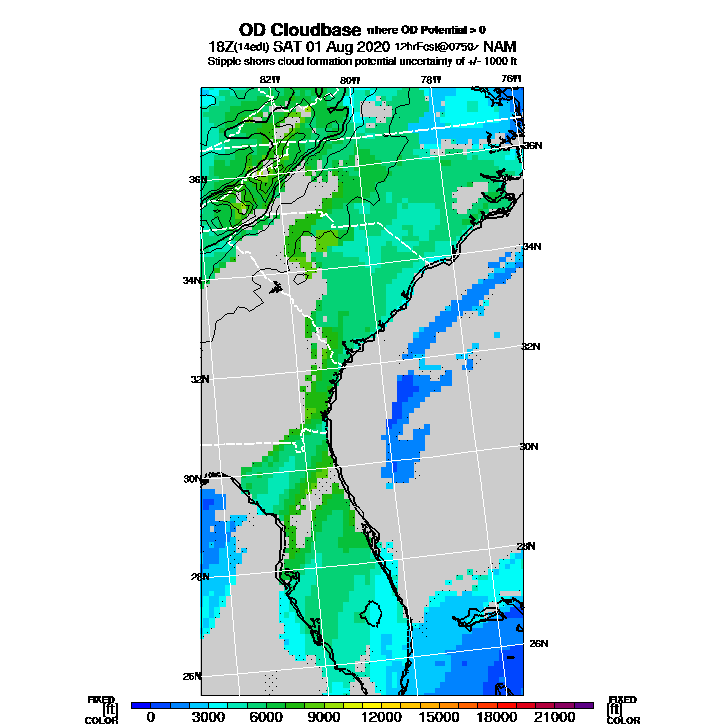 OD Cloudbase where OD Potential > 0
18Z(14edt) SAT 01 Aug 2020 12hrFcst@0750z NAM
Stipple shows cloud formation potential uncertainty of +/- 1000 ft
82W 80W 78W 76W
36N
36N
34N
34N
32N
32N
30N
30N
28N
28N
26N
26N
FIXED FIXED
[ft] [ft]
COLOR COLOR
0 3000 6000 9000 12000 15000 18000 21000